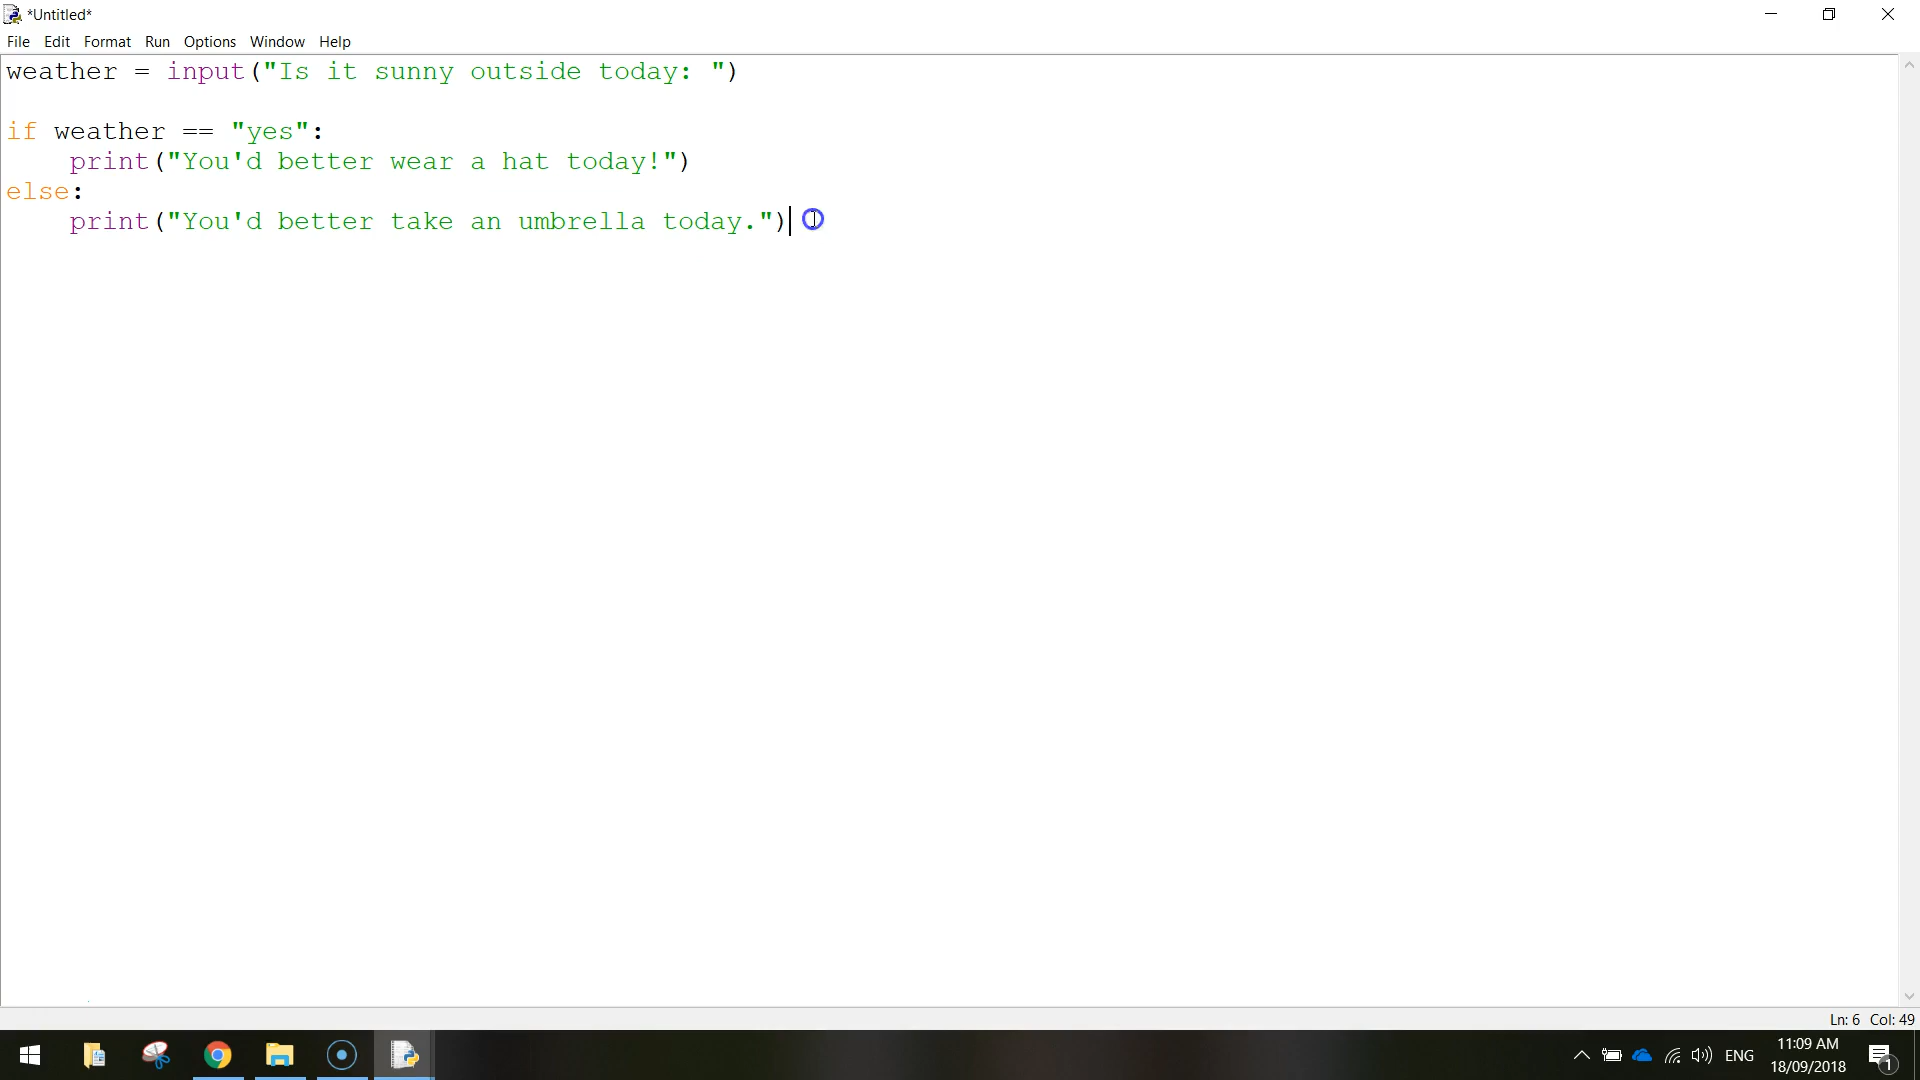 *Untitled*
File Edit Format Run Options Window Help
weather = input("Is it sunny outside today: ")
if weather == "yes":
    print("You'd better wear a hat today!")
else:
    print("You'd better take an umbrella today.")
Ln: 6 Col: 49
ENG
11:09 AM
18/09/2018
1